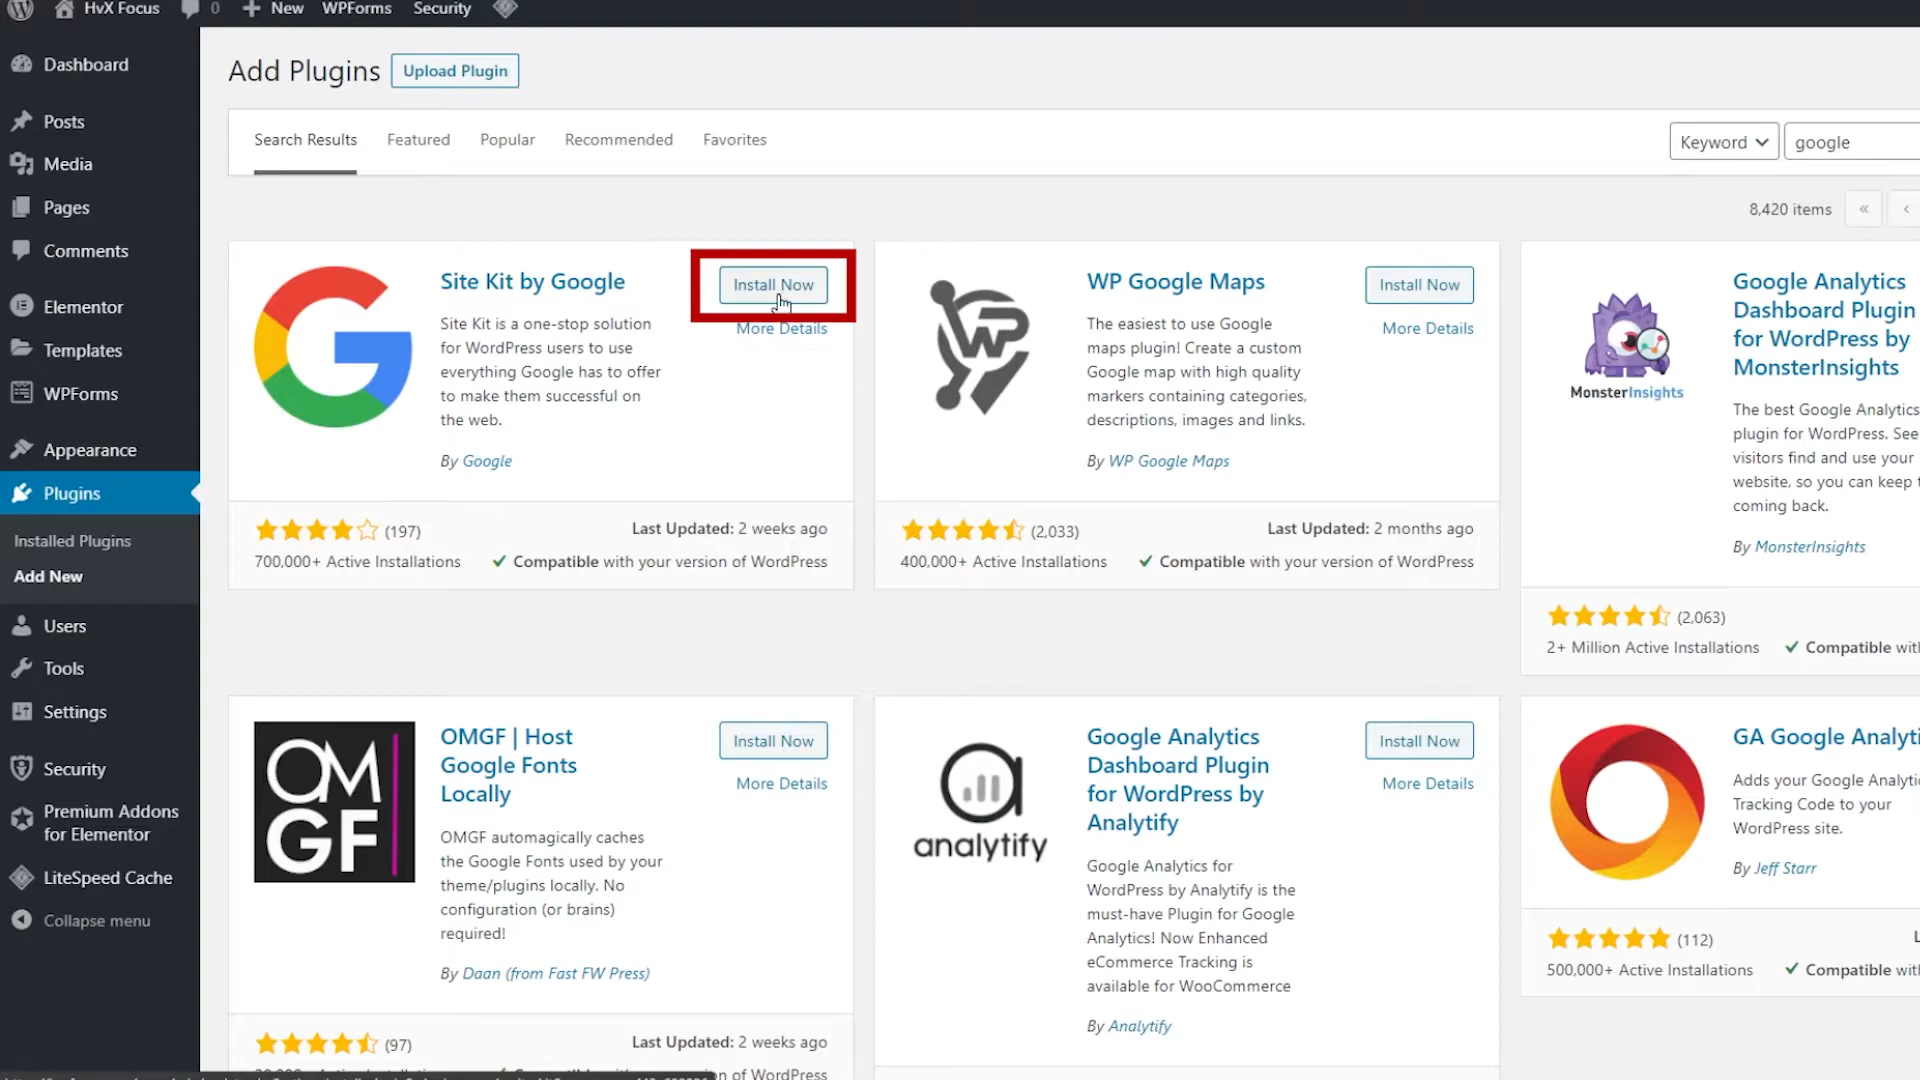 HvX Focus 0 New WPForms Security
Dashboard
Posts
Media
Pages
Comments
Elementor
Templates
WPForms
Appearance
Plugins
Installed Plugins
Add New
Users
Tools
Settings
Security
Premium Addons
for Elementor
LiteSpeed Cache
Collapse menu
Add Plugins Upload Plugin
Search Results Featured Popular Recommended Favorites Keyword google
8,420 items « ‹
Site Kit by Google
Install Now
More Details
Site Kit is a one-stop solution
for WordPress users to use
everything Google has to offer
to make them successful on
the web.
By Google
(197)
Last Updated: 2 weeks ago
700,000+ Active Installations
Compatible with your version of WordPress
WP Google Maps
Install Now
More Details
The easiest to use Google
maps plugin! Create a custom
Google map with high quality
markers containing categories,
descriptions, images and links.
By WP Google Maps
(2,033)
Last Updated: 2 months ago
400,000+ Active Installations
Compatible with your version of WordPress
MonsterInsights
Google Analytics
Dashboard Plugin
for WordPress by
MonsterInsights
The best Google Analytics
plugin for WordPress. See
visitors find and use your
website, so you can keep
coming back.
By MonsterInsights
(2,063)
2+ Million Active Installations
Compatible
OMGF
OMGF | Host
Google Fonts
Locally
Install Now
More Details
OMGF automagically caches
the Google Fonts used by your
theme/plugins locally. No
configuration (or brains)
required!
By Daan (from Fast FW Press)
(97)
Last Updated: 2 weeks ago
analytify
Google Analytics
Dashboard Plugin
for WordPress by
Analytify
Install Now
More Details
Google Analytics for
WordPress by Analytify is the
must-have Plugin for Google
Analytics! Now Enhanced
eCommerce Tracking is
available for WooCommerce
By Analytify
GA Google Analyti
Adds your Google Analytic
Tracking Code to your
WordPress site.
By Jeff Starr
(112)
500,000+ Active Installations
Compatible